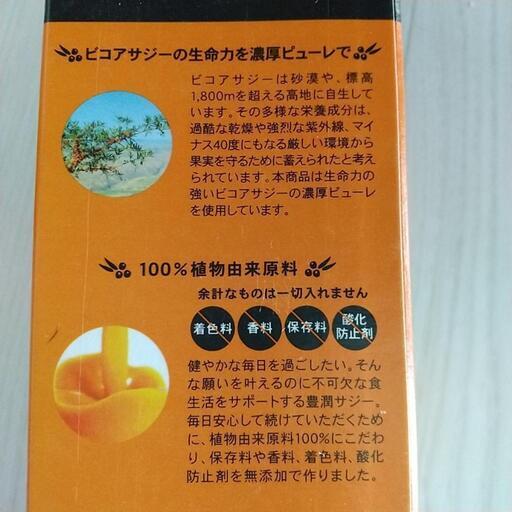 ビコアサジーの生命力を濃厚ピューレで
ビコアサジーは砂漠や、標高
1,800mを超える高地に自生してい
ます。その多様な栄養成分は、
過酷な乾燥や強烈な紫外線、マイ
ナス40度にもなる厳しい環境から
果実を守るために蓄えられたと考え
られています。本商品は生命力の
強いビコアサジーの濃厚ピューレ
を使用しています。
100%植物由来原料
余計なものは一切入れません
着色料 香料 保存料 酸化防止剤
健やかな毎日を過ごしたい。そん
な願いを叶えるのに不可欠な食
生活をサポートする豊潤サジー。
毎日安心して続けていただくため
に、植物由来原料100%にこだわ
り、保存料や香料、着色料、酸化
防止剤を無添加で作りました。